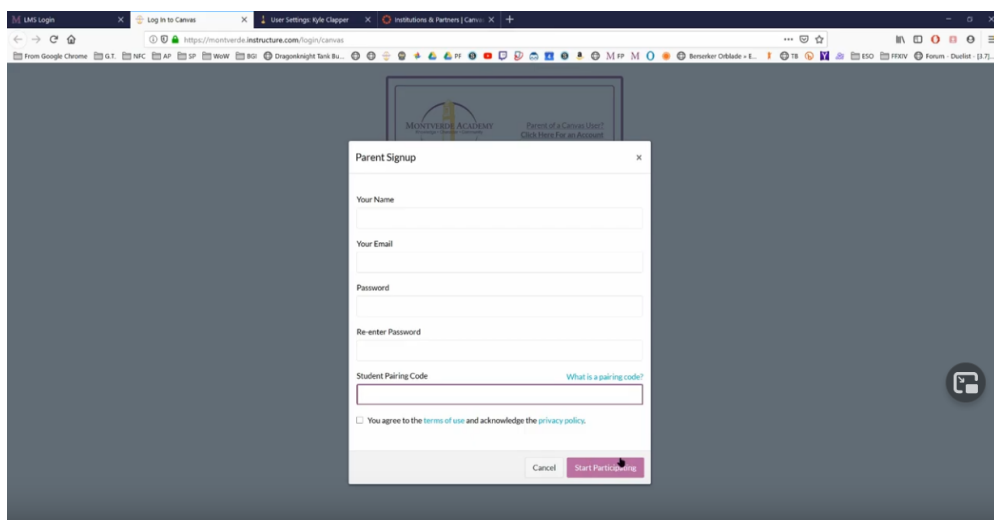 LMS Login
Log In to Canvas
User Settings: Kyle Clapper
Institutions & Partners | Canvas
https://montverde.instructure.com/login/canvas
From Google Chrome G.T. NFC AP SP WoW BGI Dragonknight Tank Bu... PF FP Berserker Orblade + E... TB ESO FFXIV Forum - Duelist - [3.7]...
MONTVERDE ACADEMY
Parent of a Canvas User?
Click Here For an Account
Parent Signup
Your Name
Your Email
Password
Re-enter Password
Student Pairing Code What is a pairing code?
You agree to the terms of use and acknowledge the privacy policy.
Cancel Start Participating